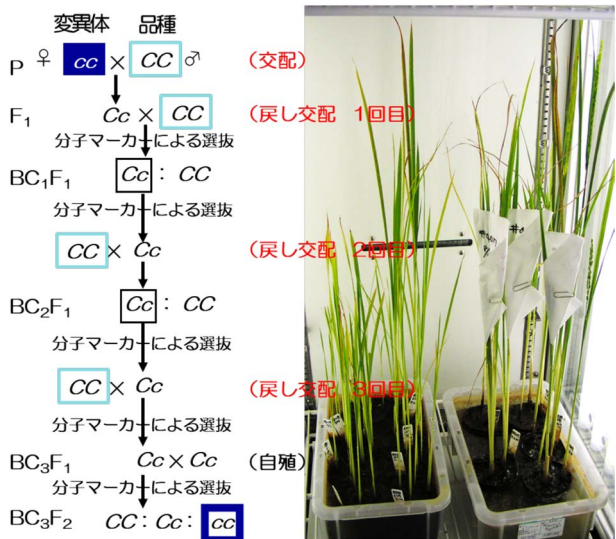 変異体 品種
P ♀ cc × CC ♂ (交配)
F1 Cc × CC (戻し交配 1回目)
分子マーカーによる選抜
BC1F1 Cc : CC
分子マーカーによる選抜
CC × Cc (戻し交配 2回目)
BC2F1 Cc : CC
分子マーカーによる選抜
CC × Cc (戻し交配 3回目)
分子マーカーによる選抜
BC3F1 Cc × Cc (自殖)
分子マーカーによる選抜
BC3F2 CC : Cc : cc